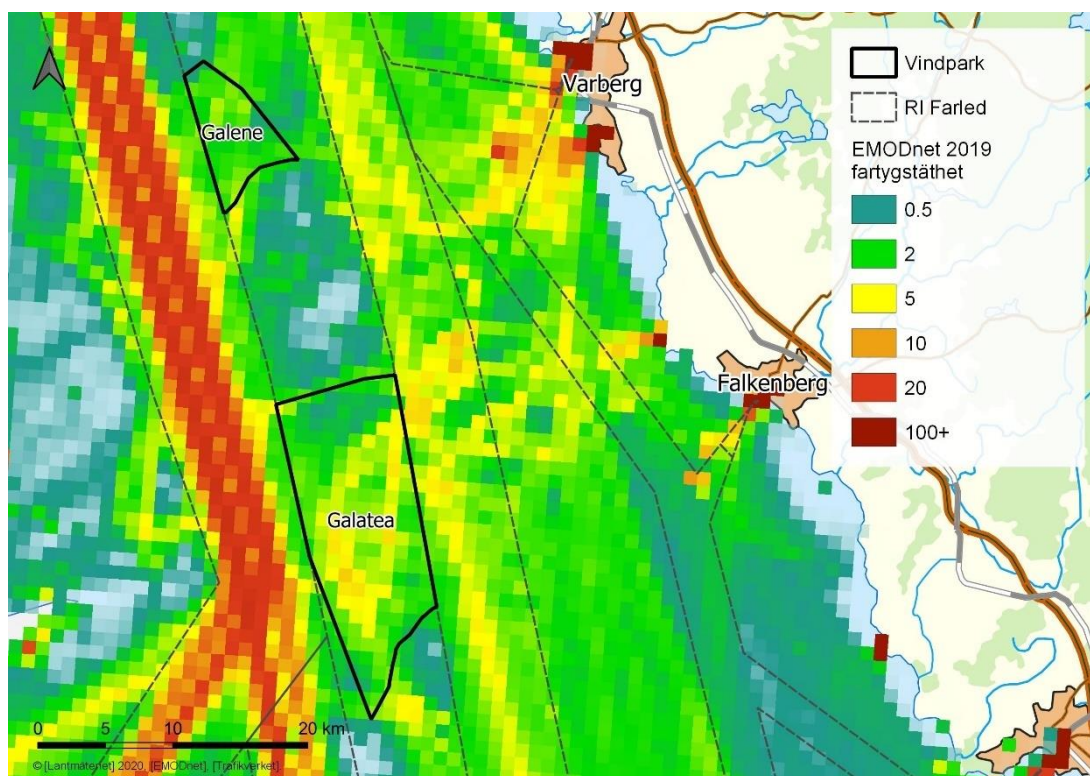 Varberg
Galene
Falkenberg
Galatea
Vindpark
RI Farled
EMODnet 2019
fartygstäthet
0.5
2
5
10
20
100+
0 5 10 20 km
© [Lantmäteriet] 2020, [EMODnet], [Trafikverket]